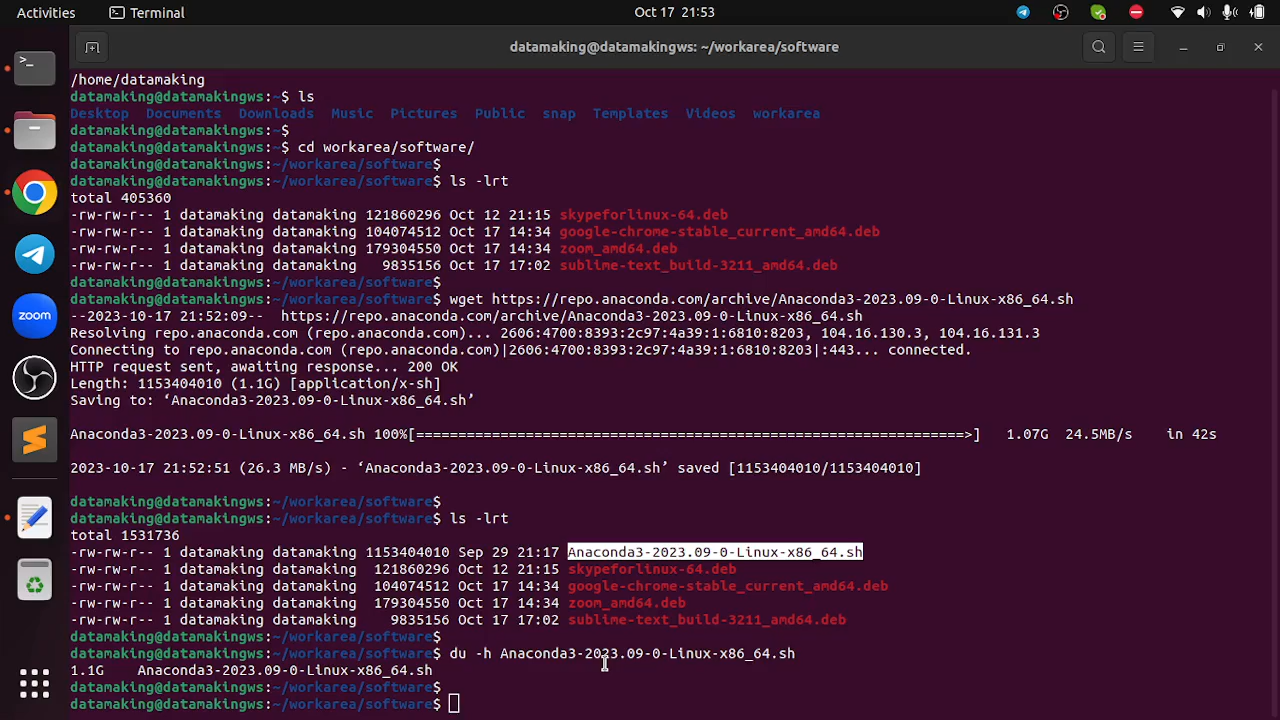 Activities Terminal Oct 17 21:53
datamaking@datamakingws: ~/workarea/software
/home/datamaking
datamaking@datamakingws:~$ ls
Desktop Documents Downloads Music Pictures Public snap Templates Videos workarea
datamaking@datamakingws:~$
datamaking@datamakingws:~$ cd workarea/software/
datamaking@datamakingws:~/workarea/software$
datamaking@datamakingws:~/workarea/software$ ls -lrt
total 405360
-rw-rw-r-- 1 datamaking datamaking 121860296 Oct 12 21:15 skypeforlinux-64.deb
-rw-rw-r-- 1 datamaking datamaking 104074512 Oct 17 14:34 google-chrome-stable_current_amd64.deb
-rw-rw-r-- 1 datamaking datamaking 179304550 Oct 17 14:34 zoom_amd64.deb
-rw-rw-r-- 1 datamaking datamaking 9835156 Oct 17 17:02 sublime-text_build-3211_amd64.deb
datamaking@datamakingws:~/workarea/software$
datamaking@datamakingws:~/workarea/software$ wget https://repo.anaconda.com/archive/Anaconda3-2023.09-0-Linux-x86_64.sh
--2023-10-17 21:52:09-- https://repo.anaconda.com/archive/Anaconda3-2023.09-0-Linux-x86_64.sh
Resolving repo.anaconda.com (repo.anaconda.com)... 2606:4700:8393:2c97:4a39:1:6810:8203, 104.16.130.3, 104.16.131.3
Connecting to repo.anaconda.com (repo.anaconda.com)|2606:4700:8393:2c97:4a39:1:6810:8203|:443... connected.
HTTP request sent, awaiting response... 200 OK
Length: 1153404010 (1.1G) [application/x-sh]
Saving to: ‘Anaconda3-2023.09-0-Linux-x86_64.sh’
Anaconda3-2023.09-0-Linux-x86_64.sh 100%[=================================================================>] 1.07G 24.5MB/s in 42s
2023-10-17 21:52:51 (26.3 MB/s) - ‘Anaconda3-2023.09-0-Linux-x86_64.sh’ saved [1153404010/1153404010]
datamaking@datamakingws:~/workarea/software$
datamaking@datamakingws:~/workarea/software$ ls -lrt
total 1531736
-rw-rw-r-- 1 datamaking datamaking 1153404010 Sep 29 21:17 Anaconda3-2023.09-0-Linux-x86_64.sh
-rw-rw-r-- 1 datamaking datamaking 121860296 Oct 12 21:15 skypeforlinux-64.deb
-rw-rw-r-- 1 datamaking datamaking 104074512 Oct 17 14:34 google-chrome-stable_current_amd64.deb
-rw-rw-r-- 1 datamaking datamaking 179304550 Oct 17 14:34 zoom_amd64.deb
-rw-rw-r-- 1 datamaking datamaking 9835156 Oct 17 17:02 sublime-text_build-3211_amd64.deb
datamaking@datamakingws:~/workarea/software$
datamaking@datamakingws:~/workarea/software$ du -h Anaconda3-2023.09-0-Linux-x86_64.sh
1.1G Anaconda3-2023.09-0-Linux-x86_64.sh
datamaking@datamakingws:~/workarea/software$
datamaking@datamakingws:~/workarea/software$
zoom